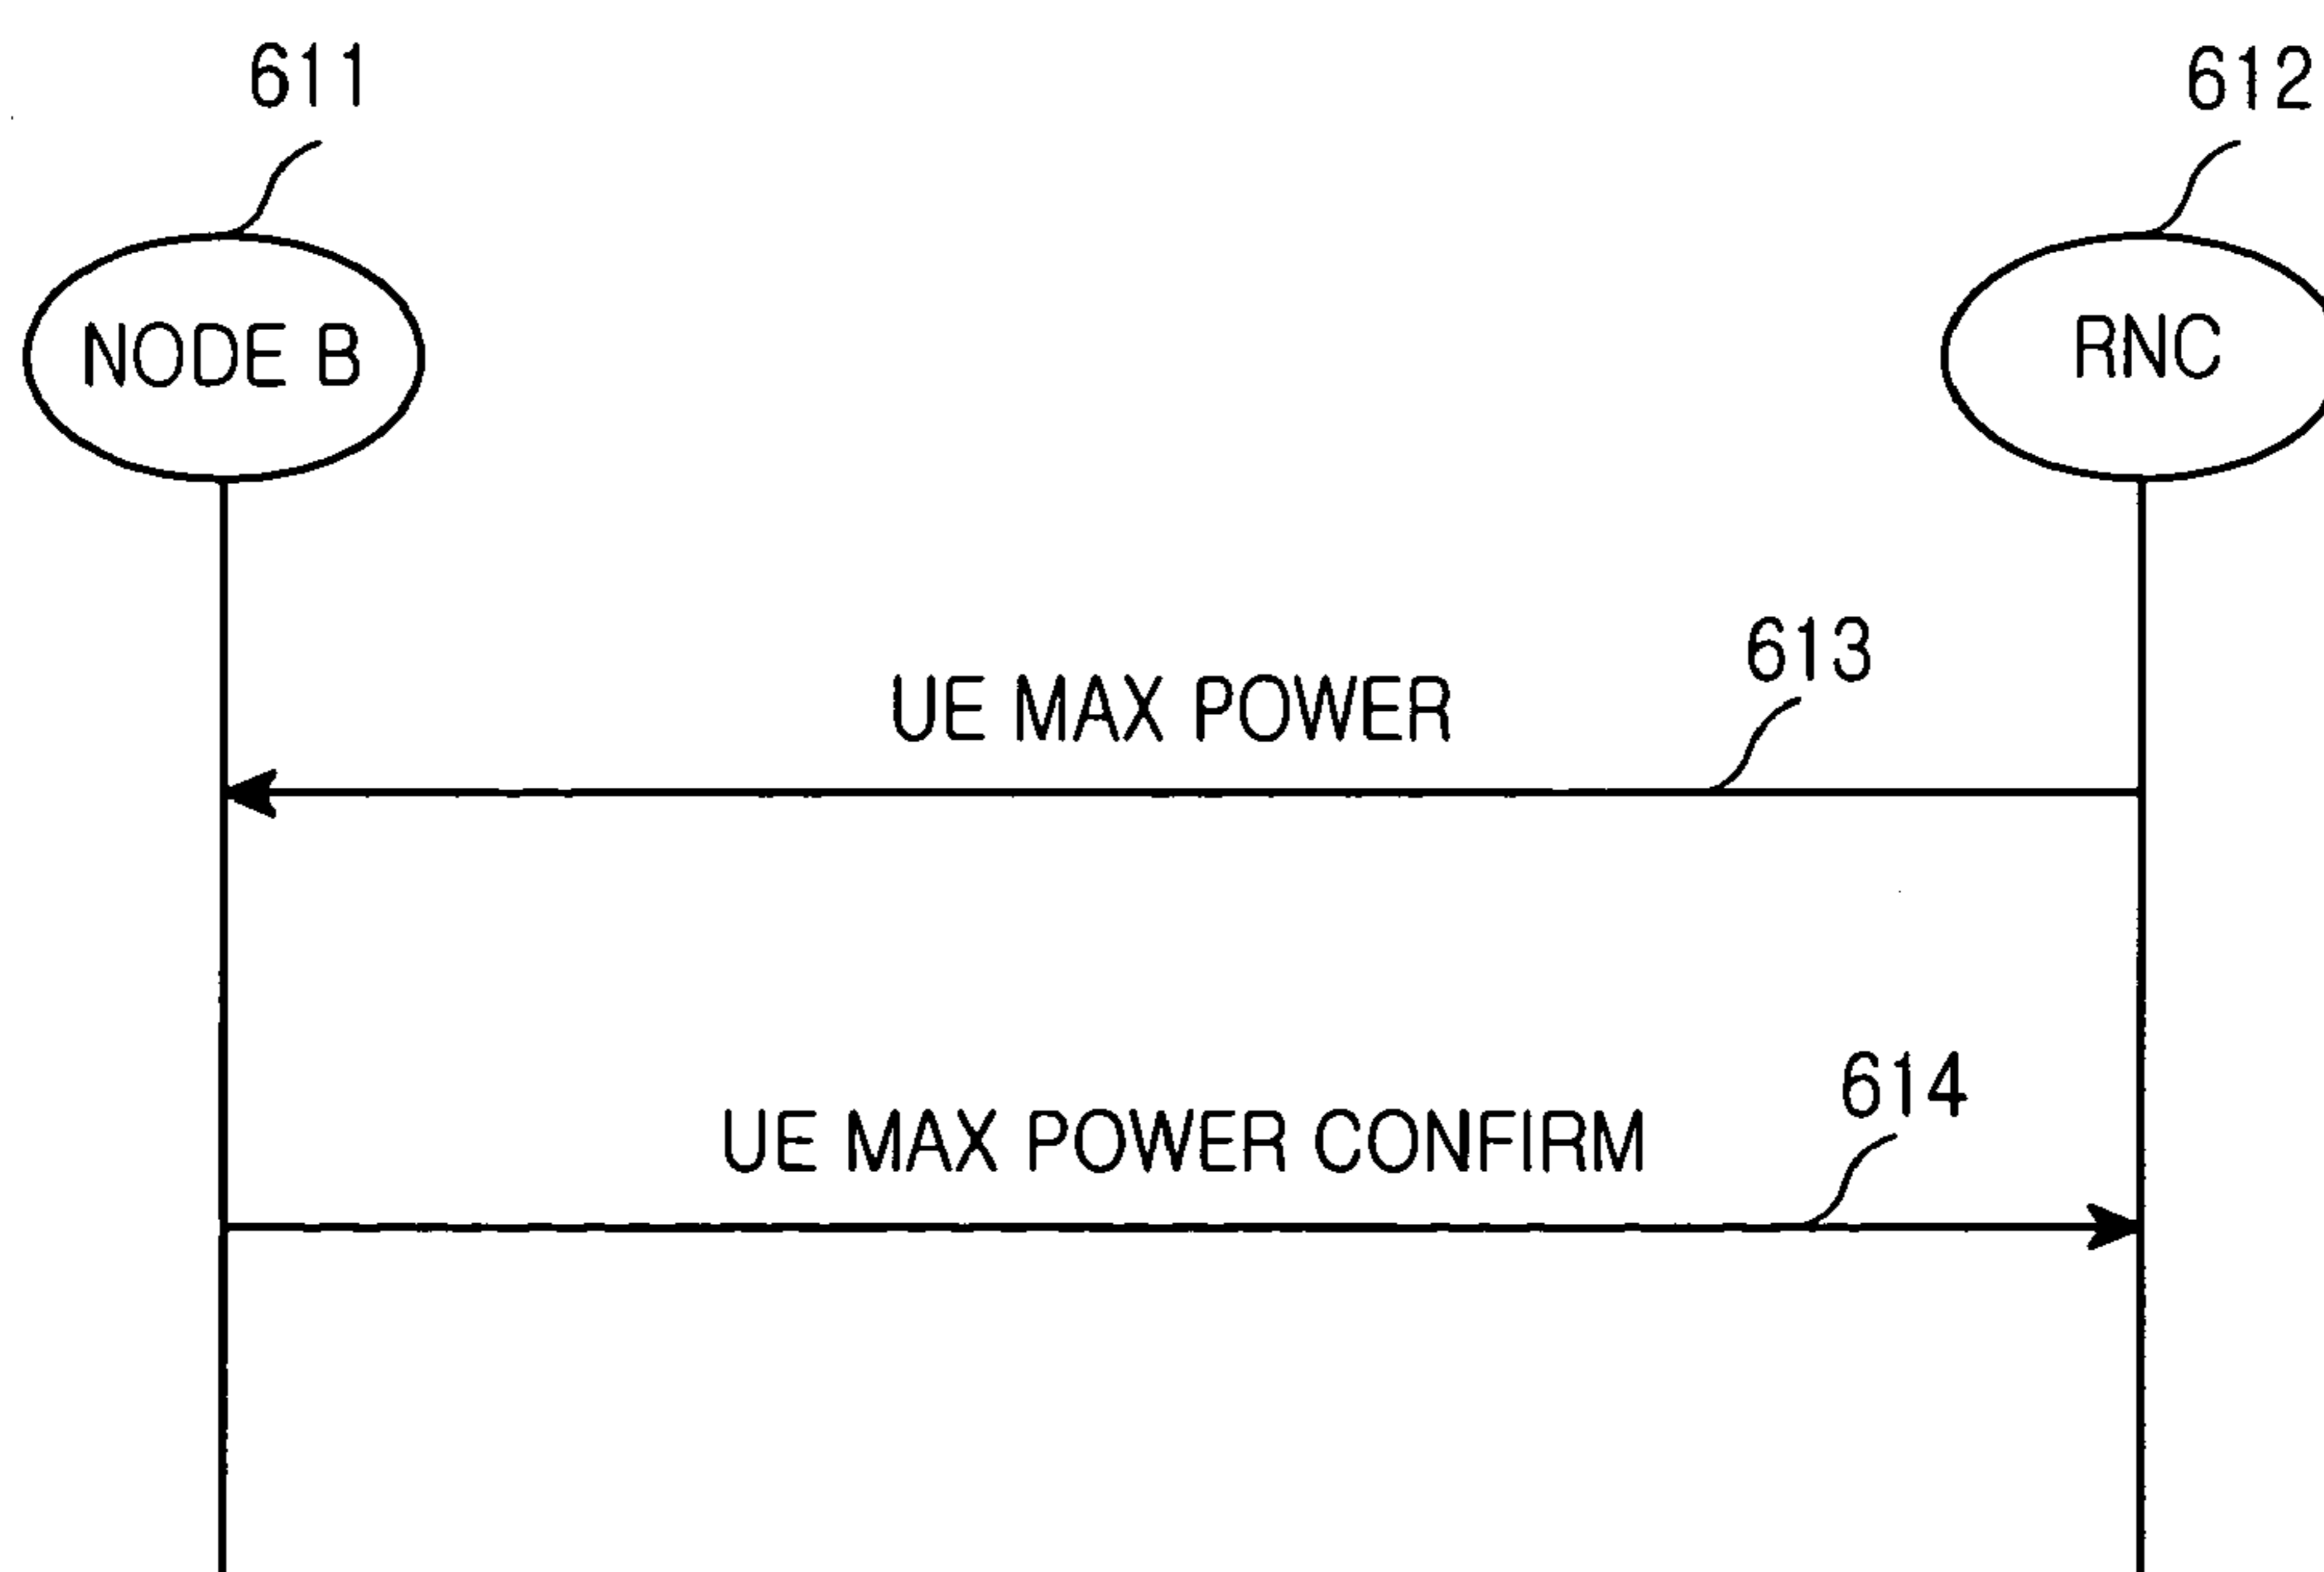 611
612
NODE B
RNC
613
UE MAX POWER
614
UE MAX POWER CONFIRM